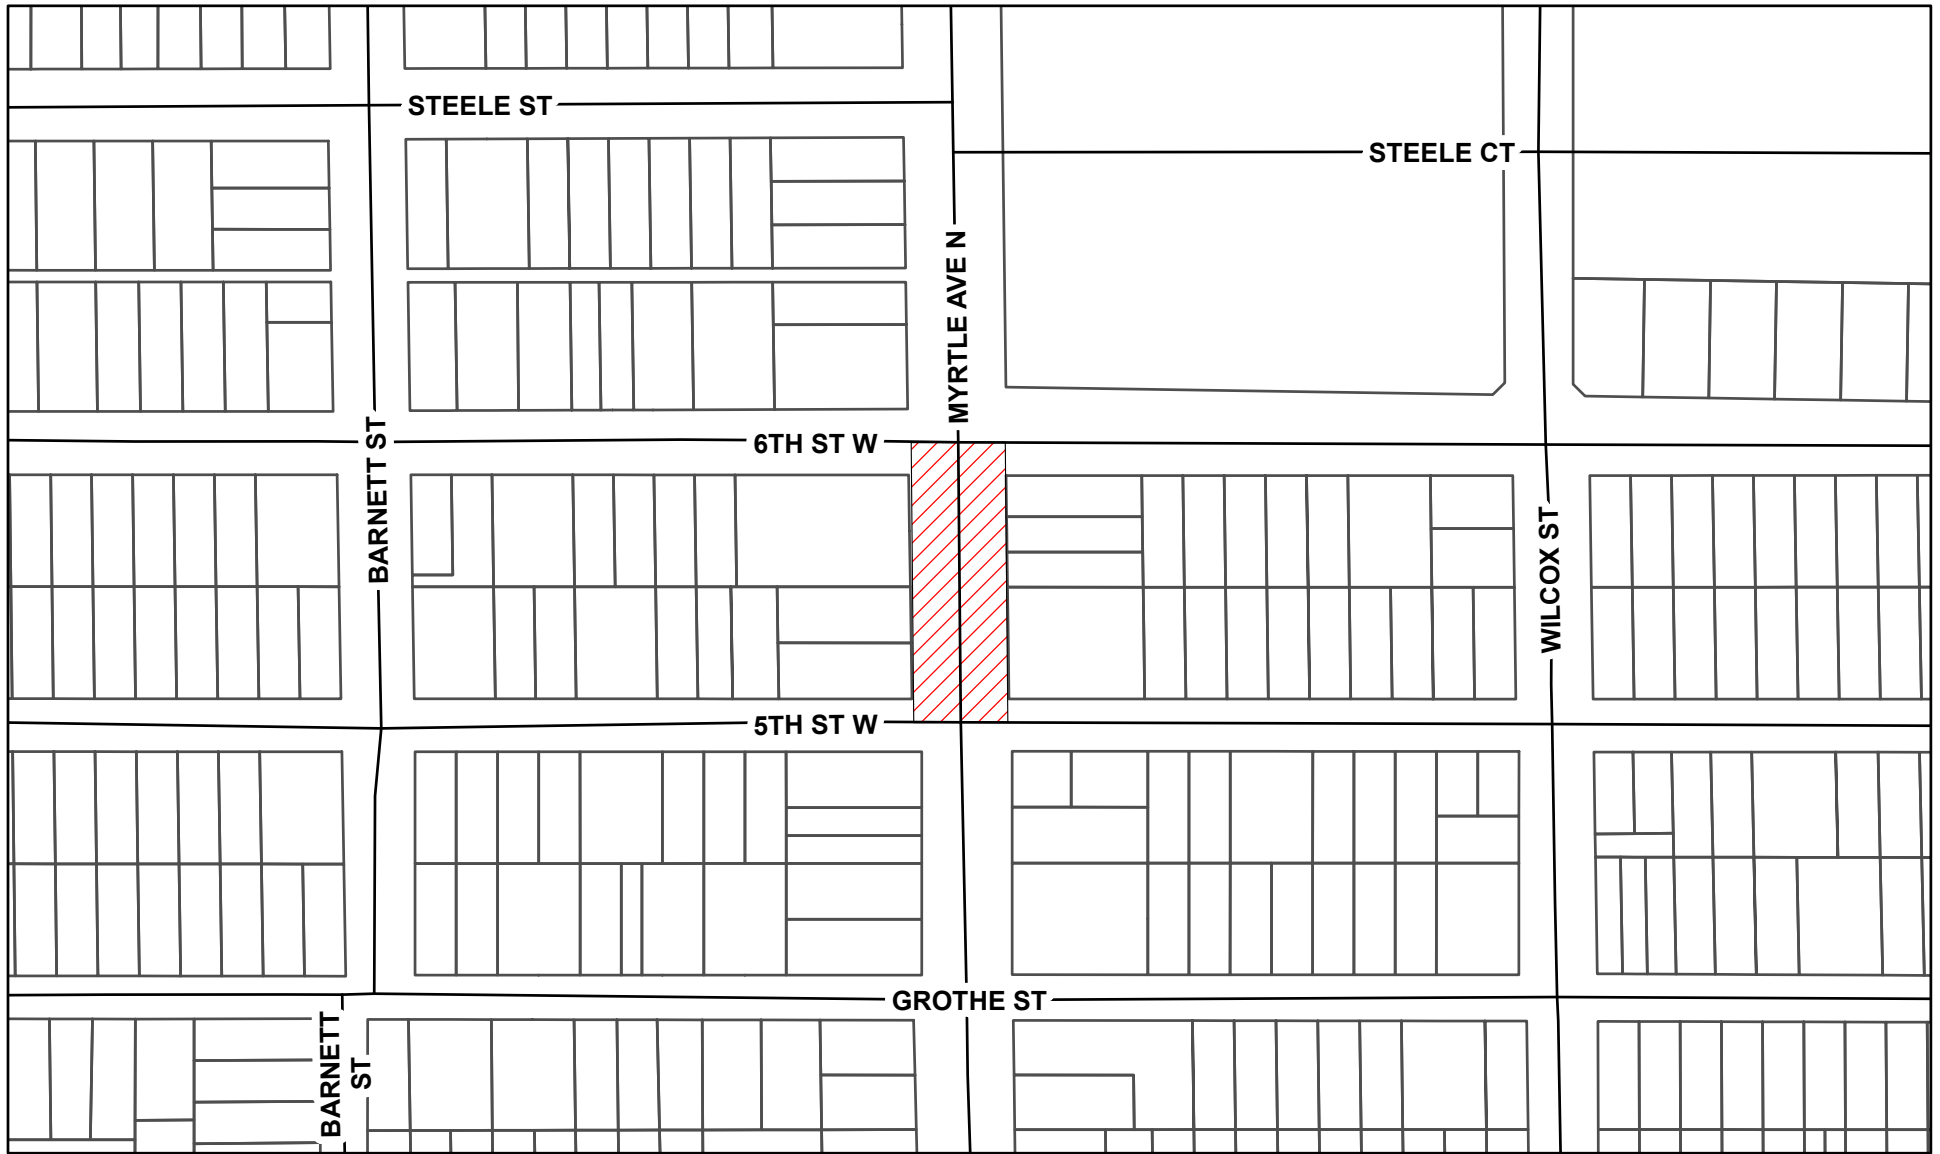 STEELE ST
STEELE CT
MYRTLE AVE N
BARNETT ST
6TH ST W
WILCOX ST
5TH ST W
GROTHE ST
BARNETT
ST